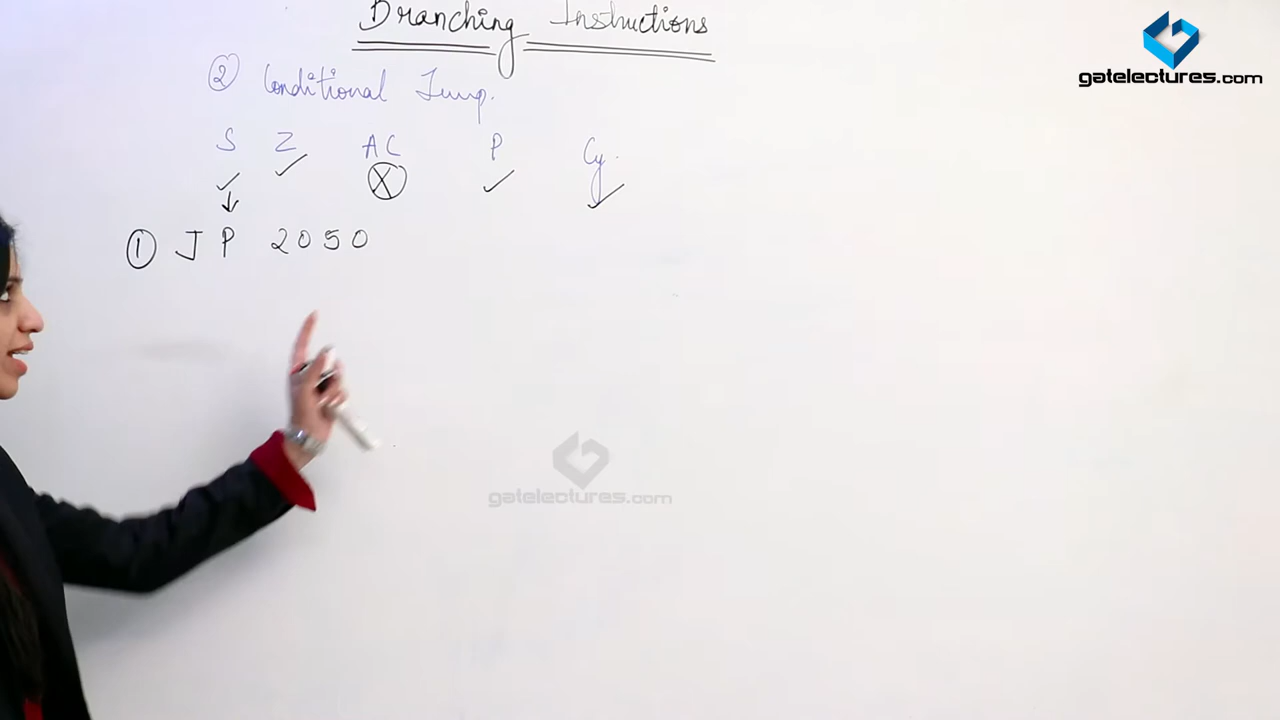 Branching Instructions
② Conditional Jump.
S Z AC P Cy.
① JP 2050
gatelectures.com
gatelectures.com